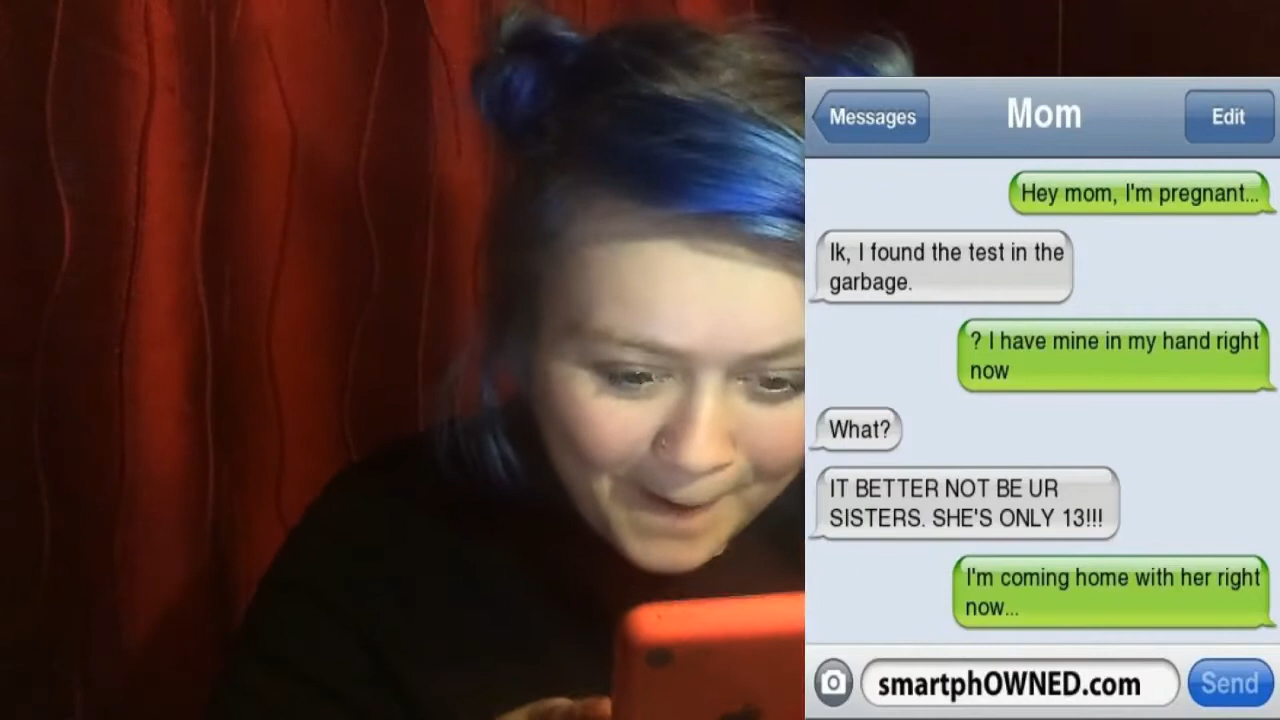 Messages
Mom
Edit
Hey mom, I'm pregnant...
Ik, I found the test in the
garbage.
? I have mine in my hand right
now
What?
IT BETTER NOT BE UR
SISTERS. SHE'S ONLY 13!!!
I'm coming home with her right
now...
smartphOWNED.com
Send